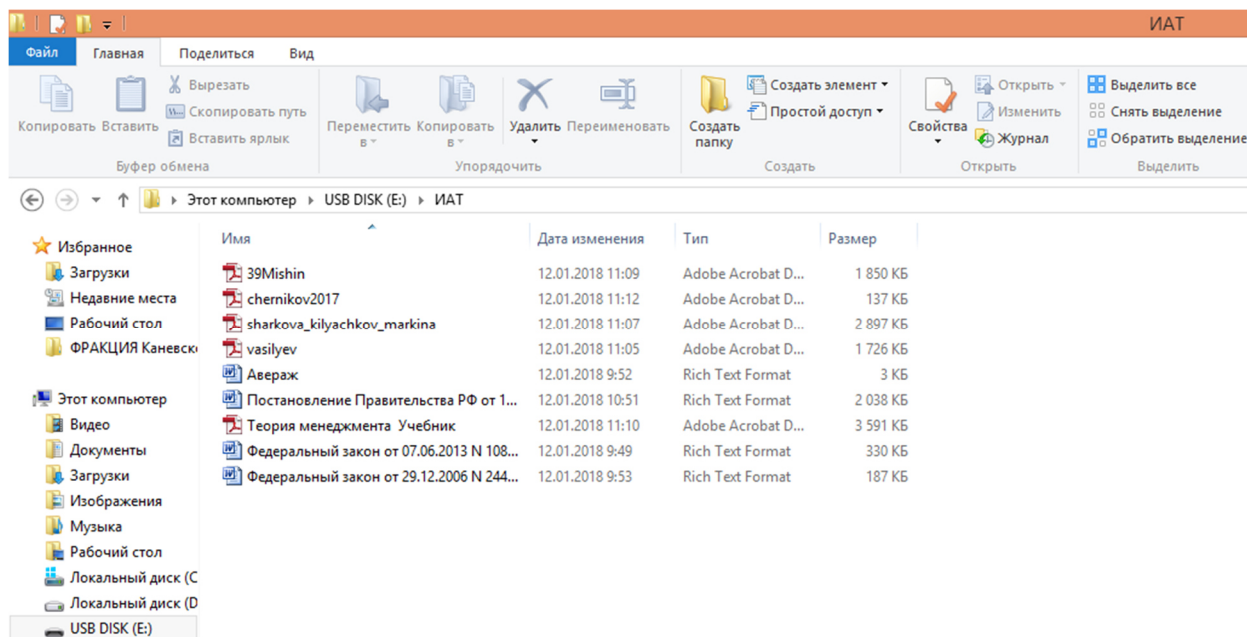 ИАТ
Файл Главная Поделиться Вид
Копировать Вставить
Вырезать
Скопировать путь
Вставить ярлык
Буфер обмена
Переместить в Копировать в
Удалить Переименовать
Упорядочить
Создать папку
Создать элемент
Простой доступ
Создать
Свойства
Открыть
Изменить
Журнал
Открыть
Выделить все
Снять выделение
Обратить выделение
Выделить
Этот компьютер USB DISK (E:) ИАТ
Избранное
Загрузки
Недавние места
Рабочий стол
ФРАКЦИЯ Каневск
Этот компьютер
Видео
Документы
Загрузки
Изображения
Музыка
Рабочий стол
Локальный диск (C
Локальный диск (D
USB DISK (E:)
Имя Дата изменения Тип Размер
39Mishin 12.01.2018 11:09 Adobe Acrobat D... 1 850 КБ
chernikov2017 12.01.2018 11:12 Adobe Acrobat D... 137 КБ
sharkova_kilyachkov_markina 12.01.2018 11:07 Adobe Acrobat D... 2 897 КБ
vasilyev 12.01.2018 11:05 Adobe Acrobat D... 1 726 КБ
Авераж 12.01.2018 9:52 Rich Text Format 3 КБ
Постановление Правительства РФ от 1... 12.01.2018 10:51 Rich Text Format 2 038 КБ
Теория менеджмента Учебник 12.01.2018 11:10 Adobe Acrobat D... 3 591 КБ
Федеральный закон от 07.06.2013 N 108... 12.01.2018 9:49 Rich Text Format 330 КБ
Федеральный закон от 29.12.2006 N 244... 12.01.2018 9:53 Rich Text Format 187 КБ